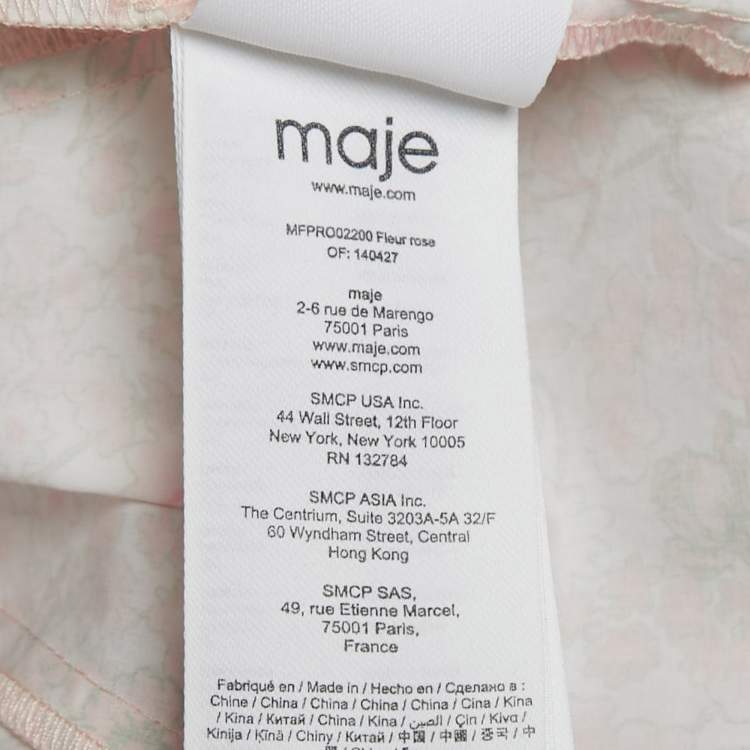 maje
www.maje.com
MFPRO02200 Fleur rose
OF: 140427
maje
2-6 rue de Marengo
75001 Paris
www.maje.com
www.smcp.com
SMCP USA Inc.
44 Wall Street, 12th Floor
New York, New York 10005
RN 132784
SMCP ASIA Inc.
The Centrium, Suite 3203A-5A 32/F
60 Wyndham Street, Central
Hong Kong
SMCP SAS,
49, rue Etienne Marcel,
75001 Paris,
France
Fabriqué en / Made in / Hecho en / Сделано в :
Chine / China / China / China / China / Cina / Kina
/ Kina / Китай / China / Kina / الصين / Çin / Kiva /
Kinija / Ķīnā / Chiny / Китай / 中国 / 中國 / 중국 / 中